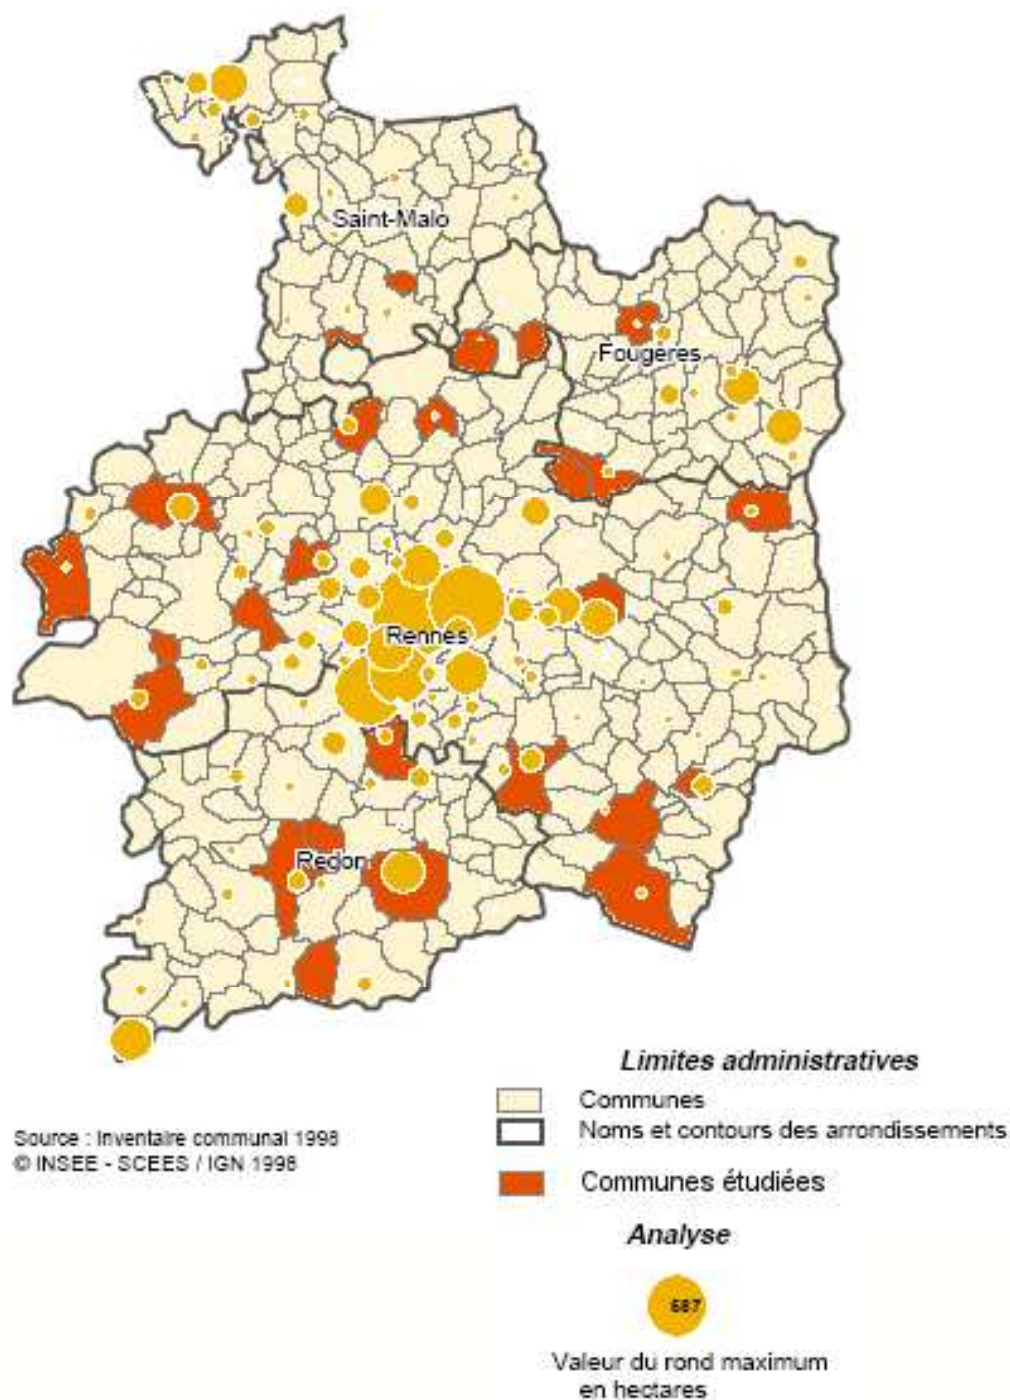 Saint-Malo
Fougères
Rennes
Redon
Limites administratives
Communes
Noms et contours des arrondissements
Source : Inventaire communal 1998
© INSEE - SCEES / IGN 1998
Communes étudiées
Analyse
687
Valeur du rond maximum
en hectares